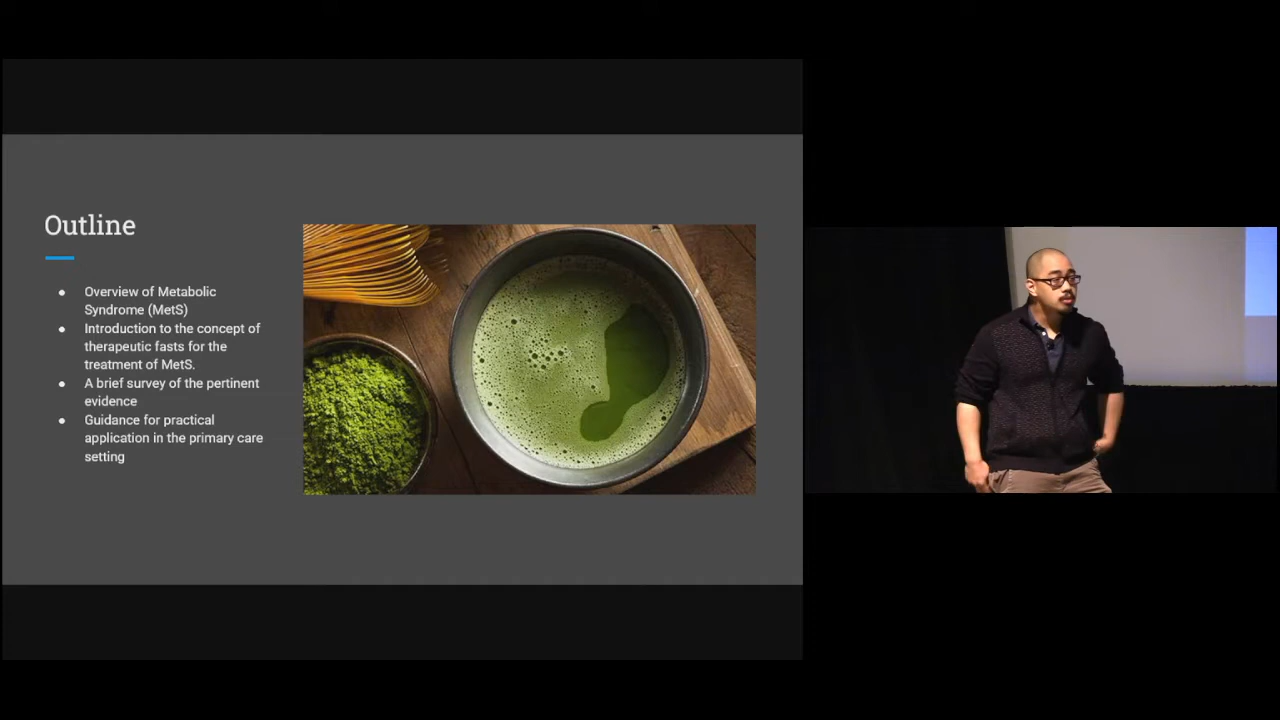 Outline
● Overview of Metabolic
Syndrome (MetS)
● Introduction to the concept of
therapeutic fasts for the
treatment of MetS.
● A brief survey of the pertinent
evidence
● Guidance for practical
application in the primary care
setting